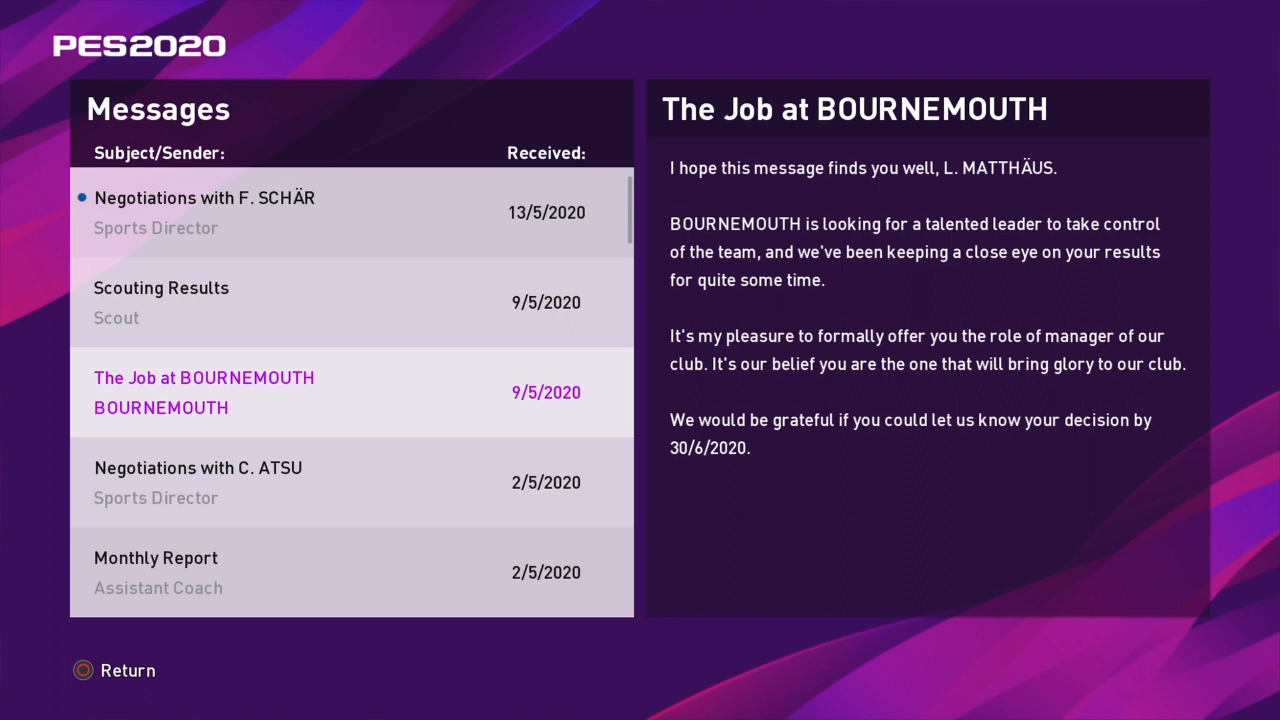 PES2020
Messages
Subject/Sender:
Received:
Negotiations with F. SCHÄR
Sports Director
13/5/2020
Scouting Results
Scout
9/5/2020
The Job at BOURNEMOUTH
BOURNEMOUTH
9/5/2020
Negotiations with C. ATSU
Sports Director
2/5/2020
Monthly Report
Assistant Coach
2/5/2020
The Job at BOURNEMOUTH
I hope this message finds you well, L. MATTHÄUS.
BOURNEMOUTH is looking for a talented leader to take control
of the team, and we've been keeping a close eye on your results
for quite some time.
It's my pleasure to formally offer you the role of manager of our
club. It's our belief you are the one that will bring glory to our club.
We would be grateful if you could let us know your decision by
30/6/2020.
Return